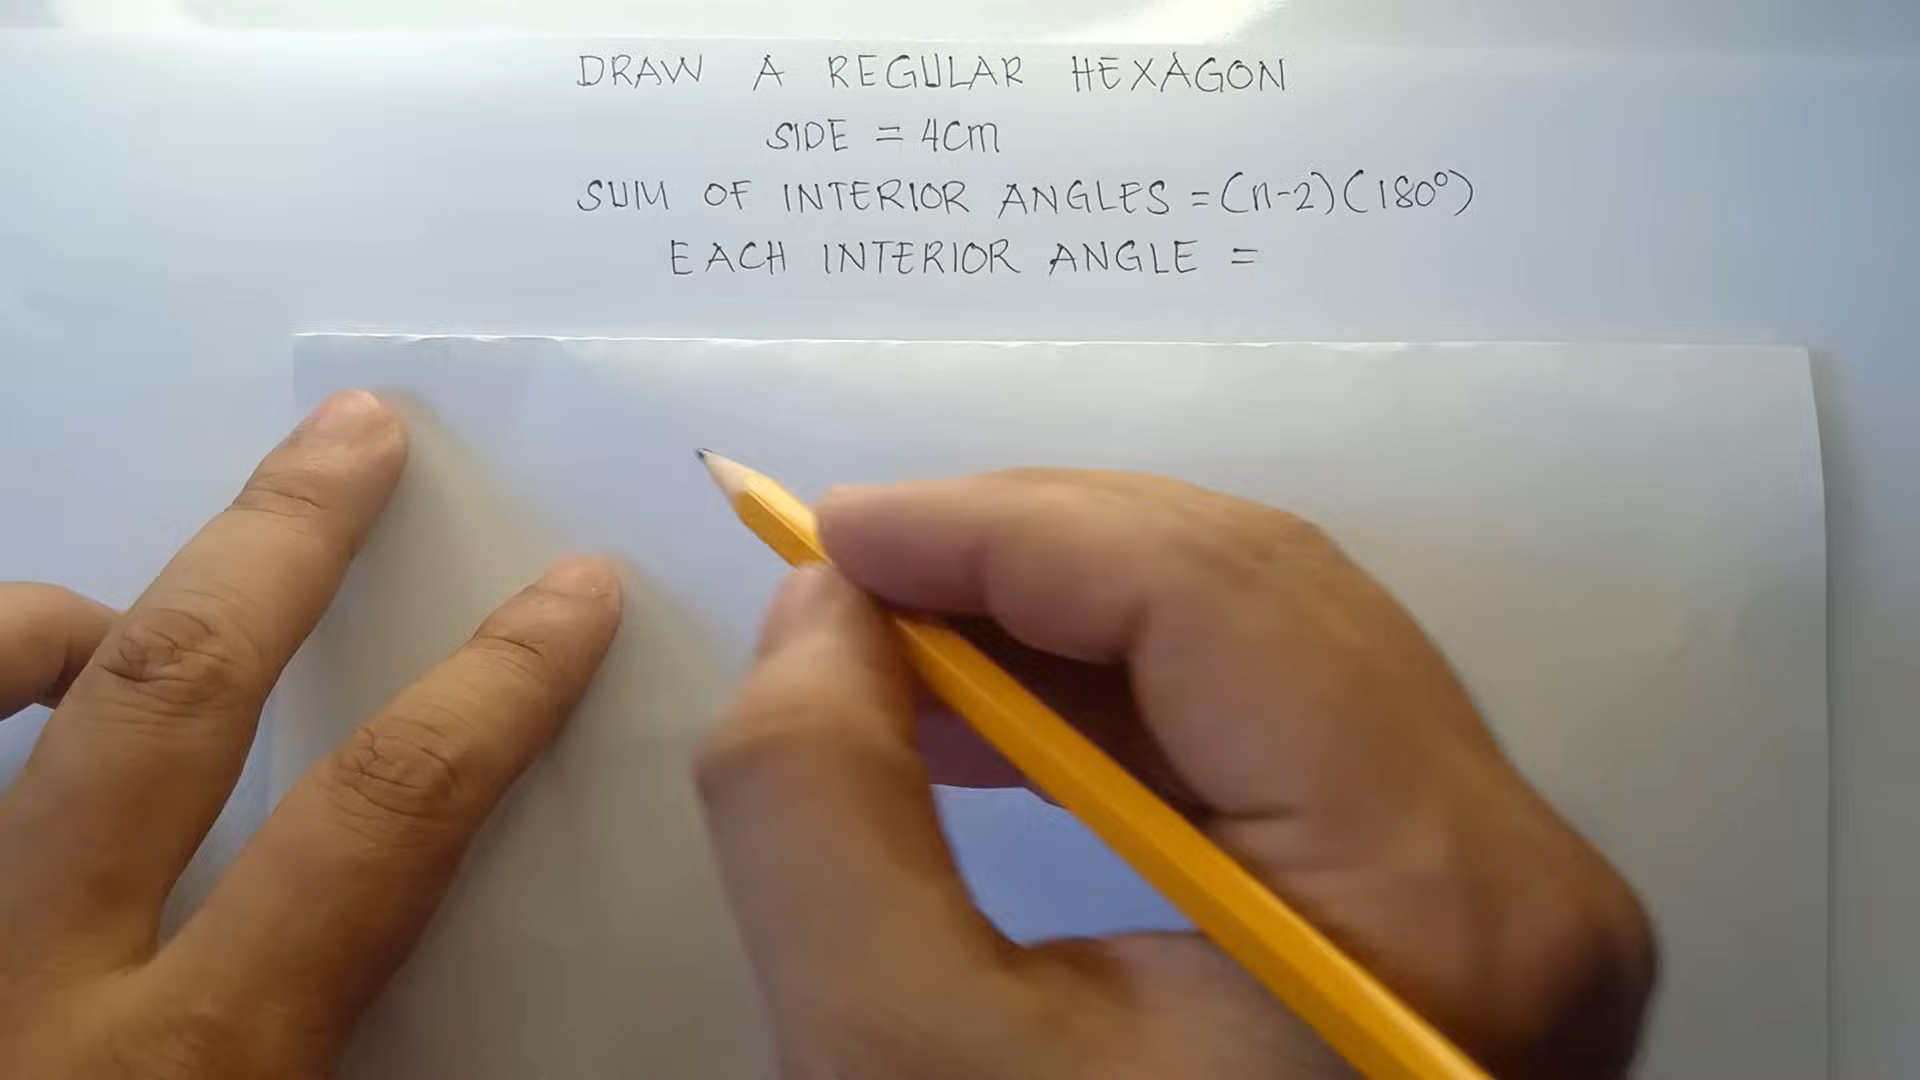 DRAW A REGULAR HEXAGON
SIDE = 4cm
SUM OF INTERIOR ANGLES = (n-2)(180°)
EACH INTERIOR ANGLE =